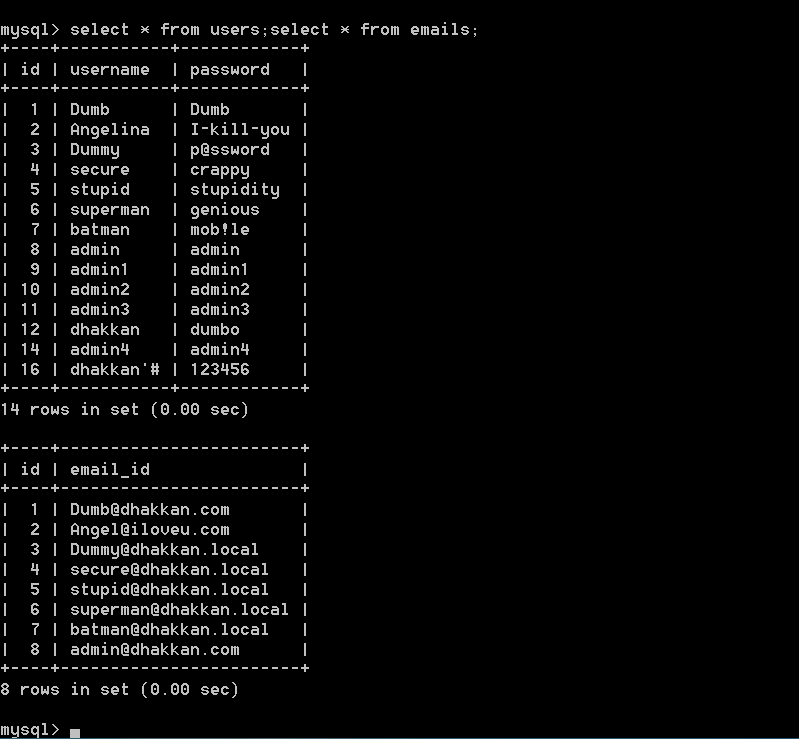 mysql> select * from users;select * from emails;
+----+-----------+------------+
| id | username  | password   |
+----+-----------+------------+
|  1 | Dumb      | Dumb       |
|  2 | Angelina  | I-kill-you |
|  3 | Dummy     | p@ssword   |
|  4 | secure    | crappy     |
|  5 | stupid    | stupidity  |
|  6 | superman  | genious    |
|  7 | batman    | mob!le     |
|  8 | admin     | admin      |
|  9 | admin1    | admin1     |
| 10 | admin2    | admin2     |
| 11 | admin3    | admin3     |
| 12 | dhakkan   | dumbo      |
| 14 | admin4    | admin4     |
| 16 | dhakkan'# | 123456     |
+----+-----------+------------+
14 rows in set (0.00 sec)

+----+------------------------+
| id | email_id               |
+----+------------------------+
|  1 | Dumb@dhakkan.com       |
|  2 | Angel@iloveu.com       |
|  3 | Dummy@dhakkan.local    |
|  4 | secure@dhakkan.local   |
|  5 | stupid@dhakkan.local   |
|  6 | superman@dhakkan.local |
|  7 | batman@dhakkan.local   |
|  8 | admin@dhakkan.com      |
+----+------------------------+
8 rows in set (0.00 sec)

mysql>